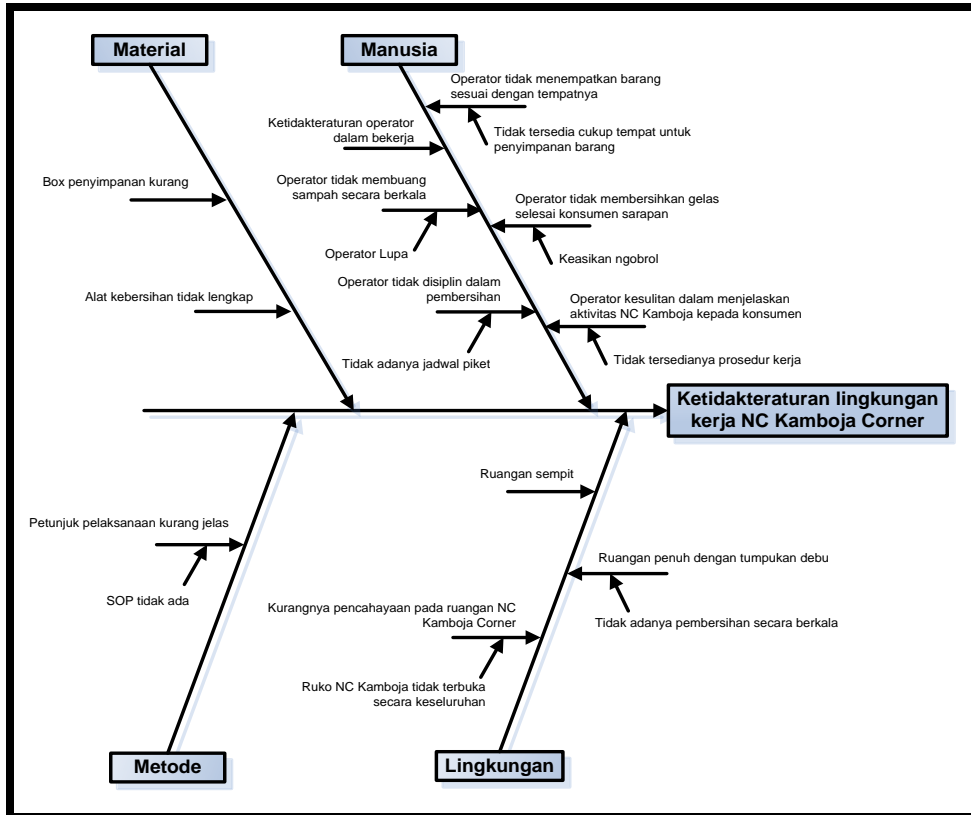 Material
Manusia
Operator tidak menempatkan barang
sesuai dengan tempatnya
Tidak tersedia cukup tempat untuk
penyimpanan barang
Ketidakteraturan operator
dalam bekerja
Box penyimpanan kurang
Operator tidak membuang
sampah secara berkala
Operator Lupa
Operator tidak membersihkan gelas
selesai konsumen sarapan
Keasikan ngobrol
Alat kebersihan tidak lengkap
Operator tidak disiplin dalam
pembersihan
Tidak adanya jadwal piket
Operator kesulitan dalam menjelaskan
aktivitas NC Kamboja kepada konsumen
Tidak tersedianya prosedur kerja
Ketidakteraturan lingkungan
kerja NC Kamboja Corner
Ruangan sempit
Petunjuk pelaksanaan kurang jelas
SOP tidak ada
Ruangan penuh dengan tumpukan debu
Tidak adanya pembersihan secara berkala
Kurangnya pencahayaan pada ruangan NC
Kamboja Corner
Ruko NC Kamboja tidak terbuka
secara keseluruhan
Metode
Lingkungan